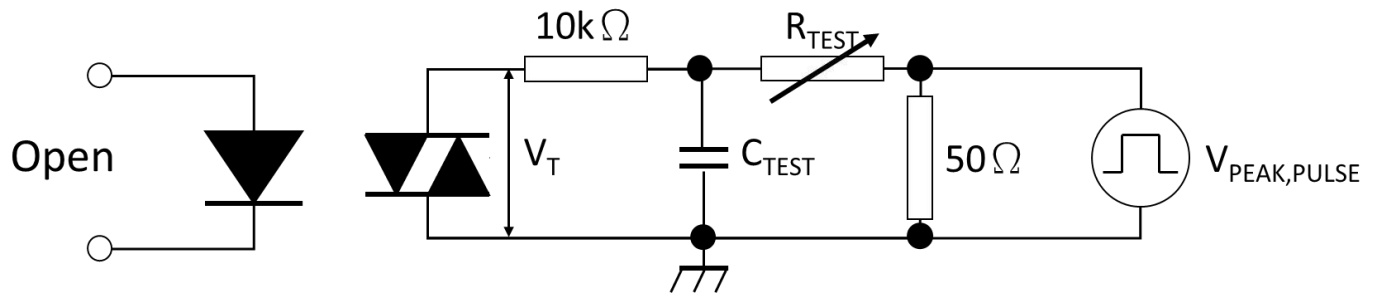 10kΩ
R_TEST
Open
V_T
C_TEST
50Ω
V_PEAK,PULSE